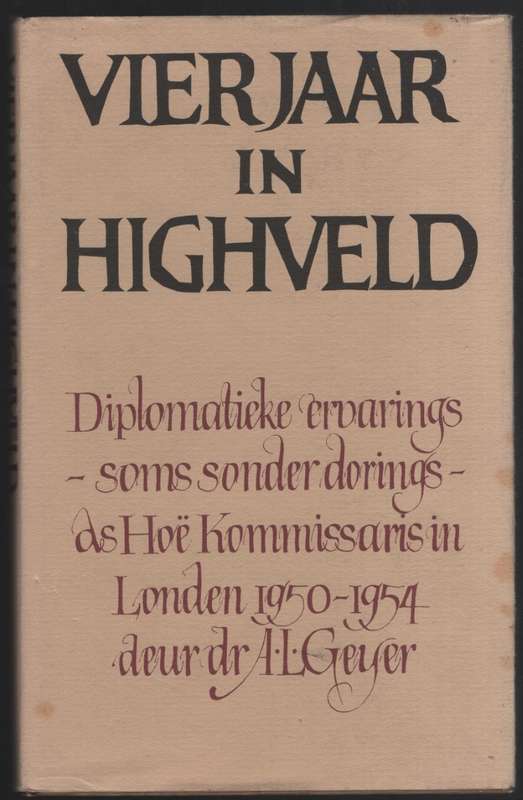 VIER JAAR
IN
HIGHVELD
Diplomatieke ervarings
- soms sonder dorings -
as Hoë Kommissaris in
Londen 1950-1954
deur dr A.L.Geyer